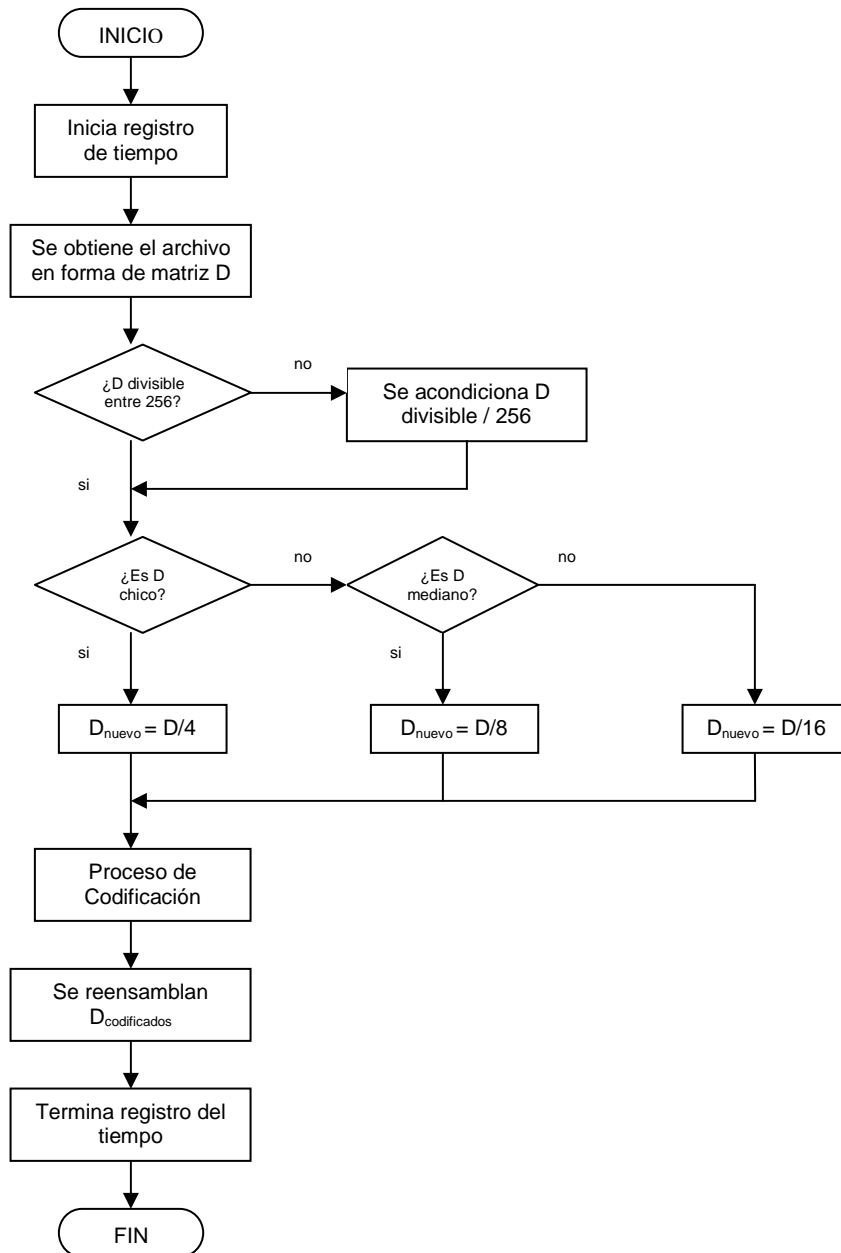 INICIO
Inicia registro
de tiempo
Se obtiene el archivo
en forma de matriz D
¿D divisible
entre 256?
no
Se acondiciona D
divisible / 256
si
¿Es D
chico?
no
¿Es D
mediano?
no
si
si
Dnuevo = D/4
Dnuevo = D/8
Dnuevo = D/16
Proceso de
Codificación
Se reensamblan
Dcodificados
Termina registro del
tiempo
FIN